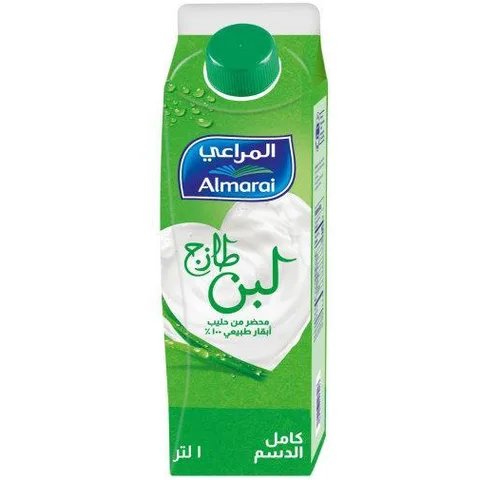 المراعي
Almarai
لبن طازج
محضر من حليب
أبقار طبيعي ١٠٠٪
كامل
الدسم
١ لتر